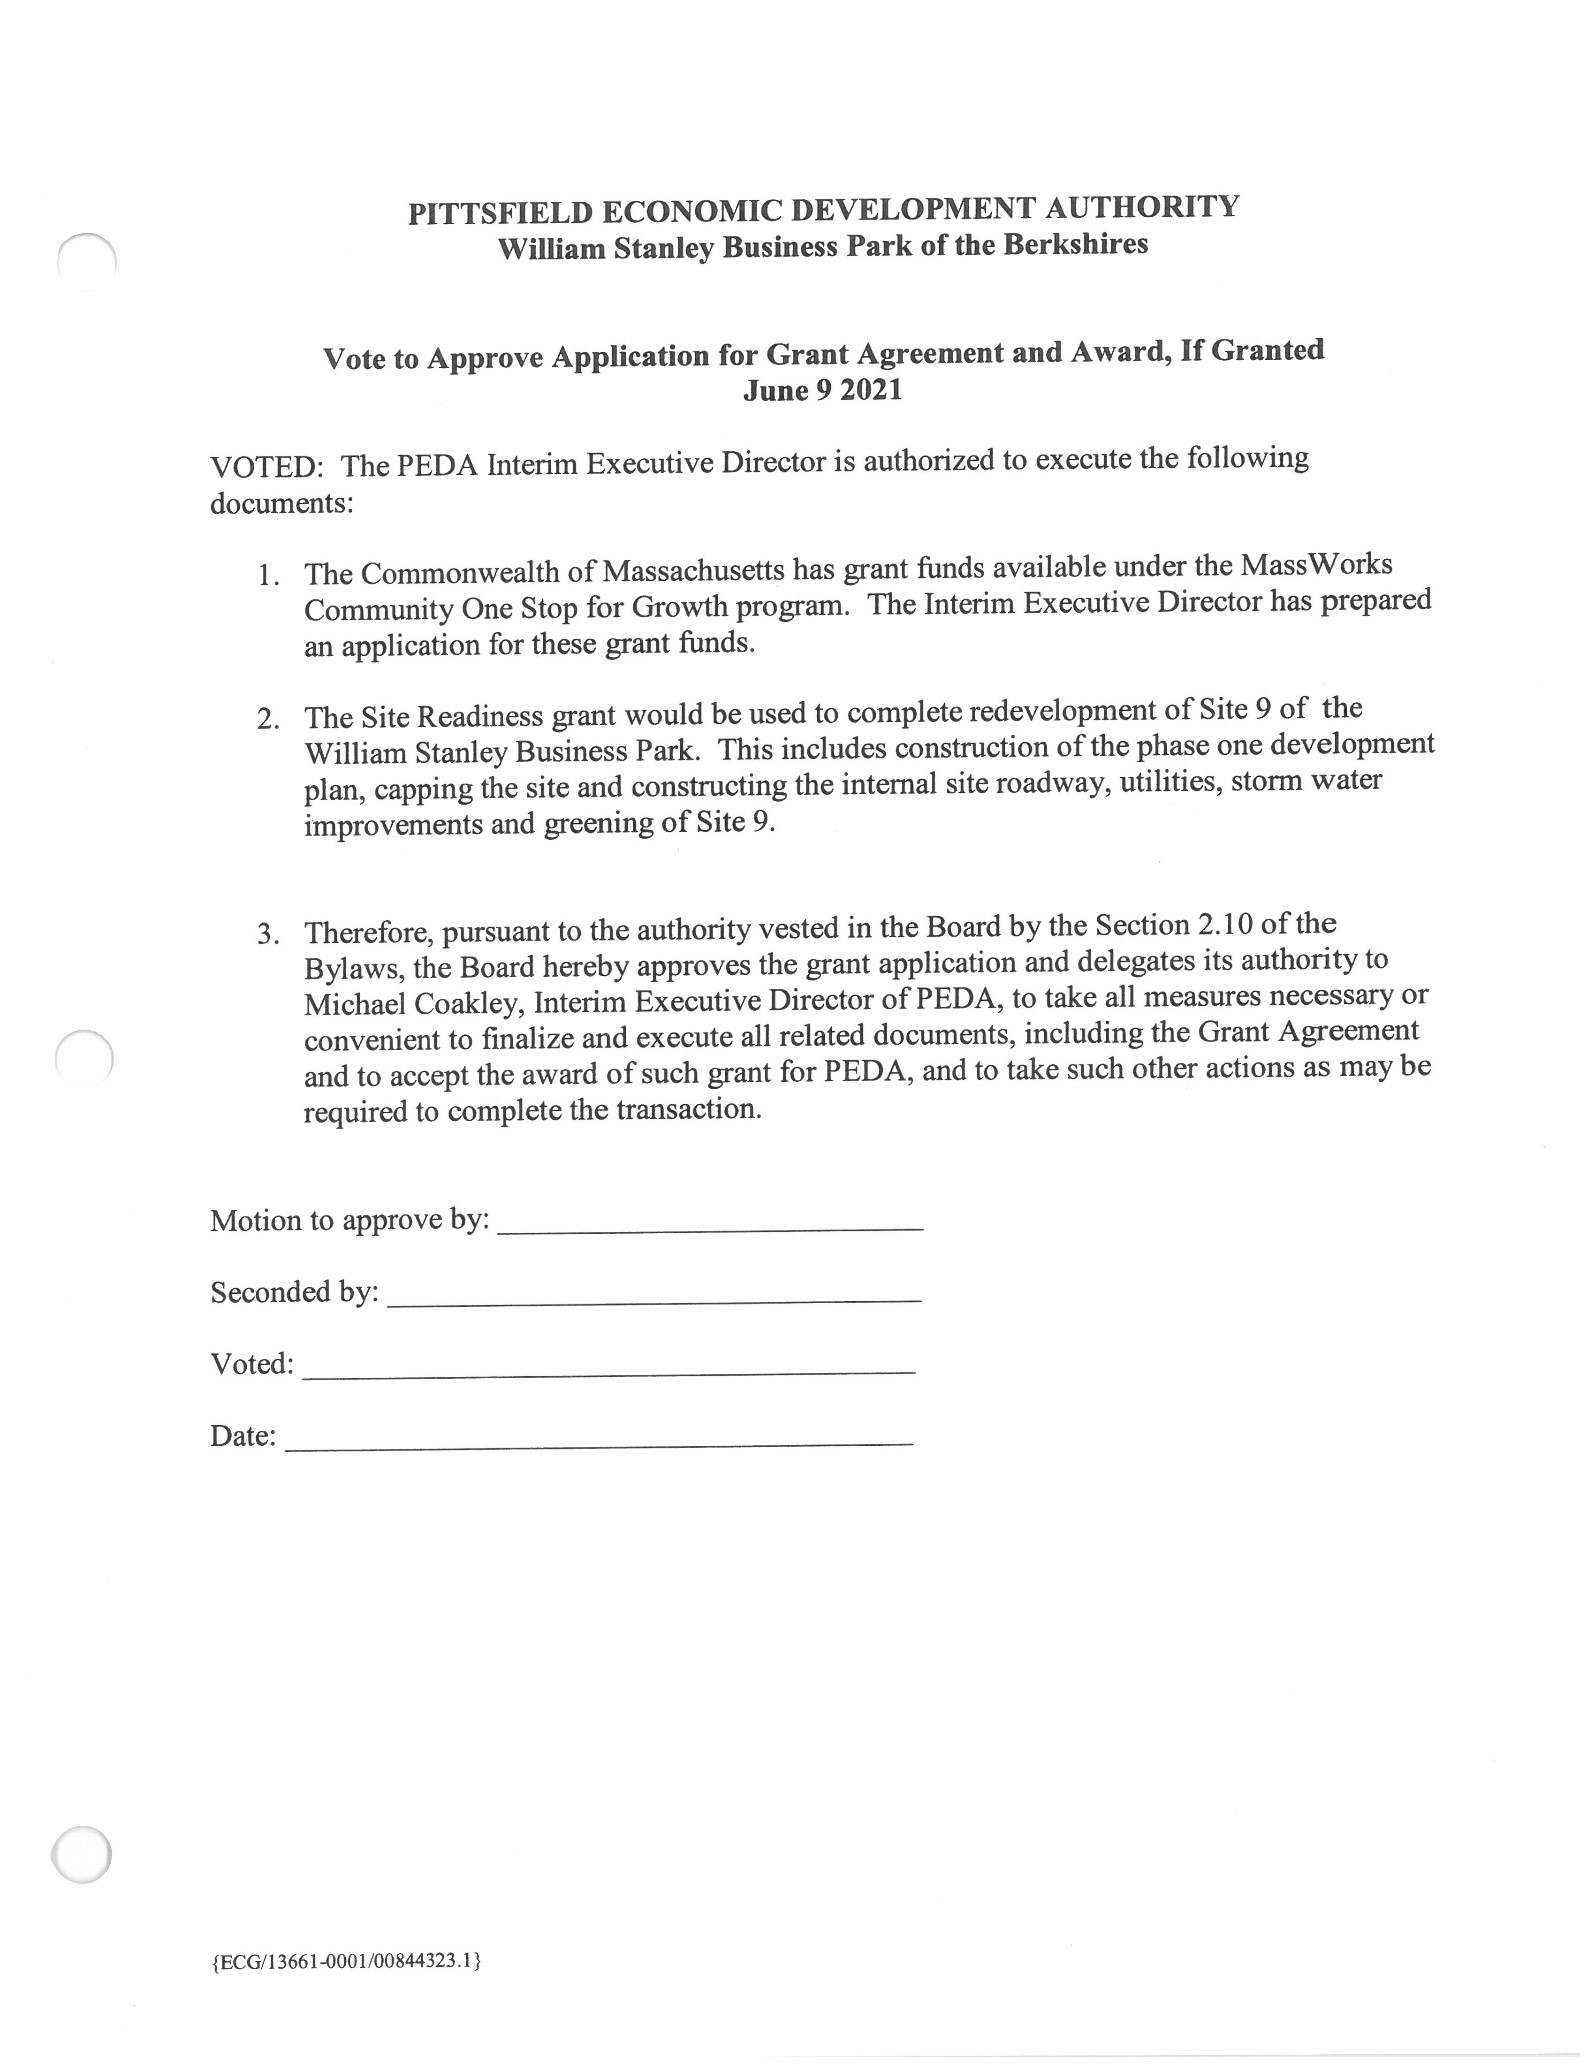 PITTSFIELD ECONOMIC DEVELOPMENT AUTHORITY
William Stanley Business Park of the Berkshires
Vote to Approve Application for Grant Agreement and Award, If Granted
June 9 2021
VOTED: The PEDA Interim Executive Director is authorized to execute the following
documents:
1. The Commonwealth of Massachusetts has grant funds available under the MassWorks
Community One Stop for Growth program. The Interim Executive Director has prepared
an application for these grant funds.
2. The Site Readiness grant would be used to complete redevelopment of Site 9 of the
William Stanley Business Park. This includes construction of the phase one development
plan, capping the site and constructing the internal site roadway, utilities, storm water
improvements and greening of Site 9.
3. Therefore, pursuant to the authority vested in the Board by the Section 2.10 of the
Bylaws, the Board hereby approves the grant application and delegates its authority to
Michael Coakley, Interim Executive Director of PEDA, to take all measures necessary or
convenient to finalize and execute all related documents, including the Grant Agreement
and to accept the award of such grant for PEDA, and to take such other actions as may be
required to complete the transaction.
Motion to approve by:
Seconded by:
Voted:
Date:
{ECG/13661-0001/00844323.1}